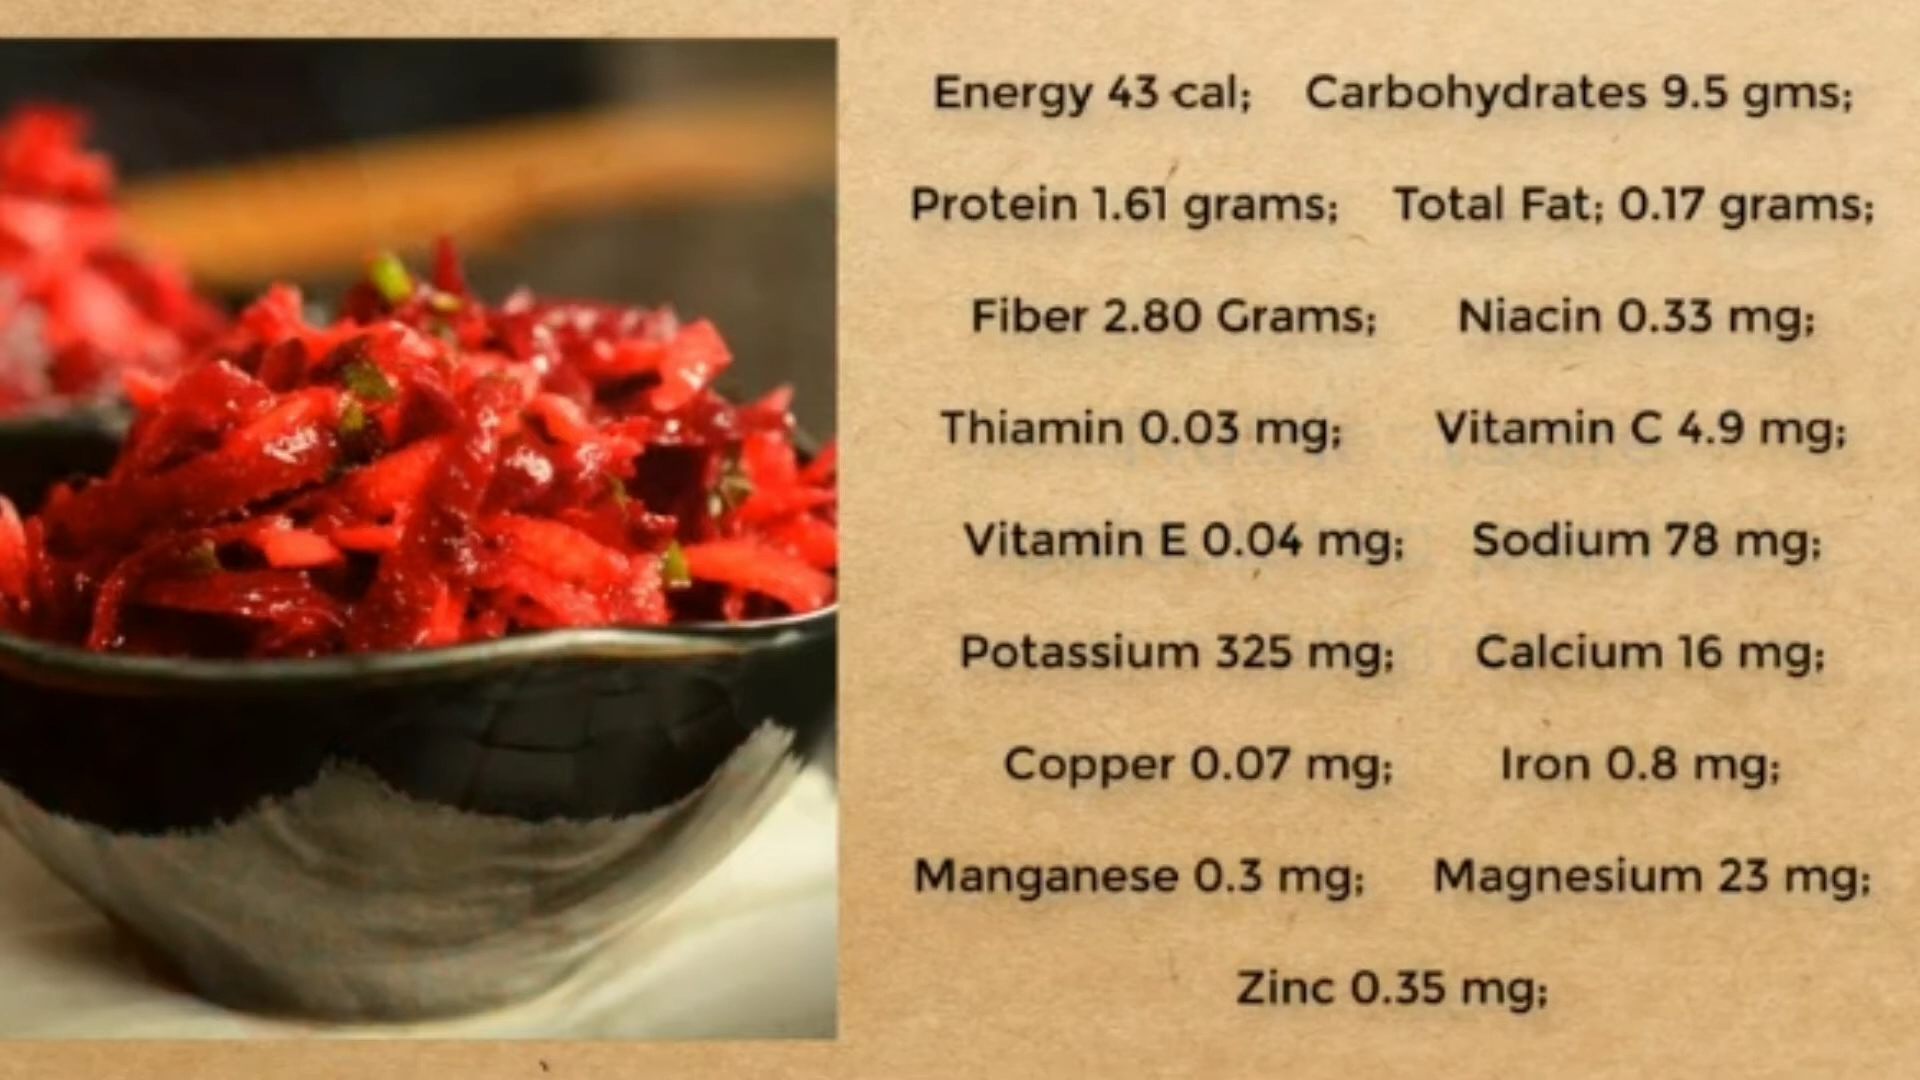 Energy 43 cal; Carbohydrates 9.5 gms;
Protein 1.61 grams; Total Fat; 0.17 grams;
Fiber 2.80 Grams; Niacin 0.33 mg;
Thiamin 0.03 mg; Vitamin C 4.9 mg;
Vitamin E 0.04 mg; Sodium 78 mg;
Potassium 325 mg; Calcium 16 mg;
Copper 0.07 mg; Iron 0.8 mg;
Manganese 0.3 mg; Magnesium 23 mg;
Zinc 0.35 mg;